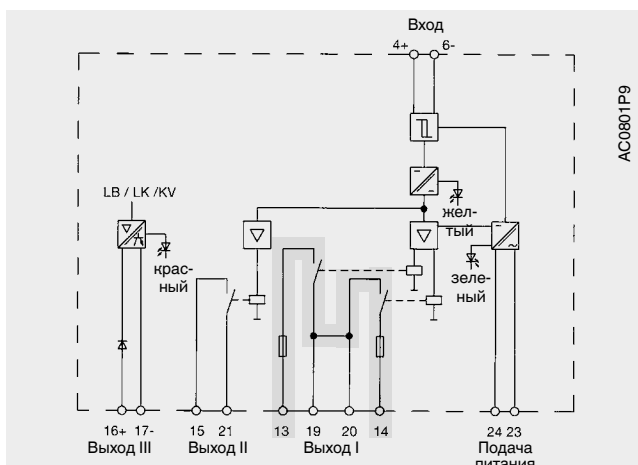 Вход
4+ 6-
AC0801P9
LB / LK /KV
жел-
тый
крас-
ный
зеле-
ный
16+ 17- 15 21 13 19 20 14 24 23
Выход III Выход II Выход I Подача
питания